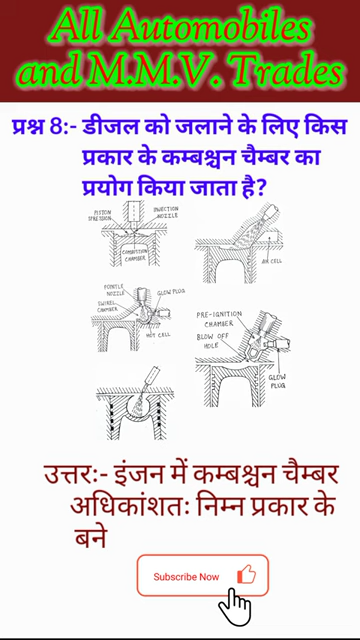 All Automobiles
and M.M.V. Trades
प्रश्न 8:- डीजल को जलाने के लिए किस
प्रकार के कम्बश्चन चैम्बर का
प्रयोग किया जाता है?
PISTON
INJECTION
NOZZLE
COMBUSTION
CHAMBER
AIR CELL
PINTLE
NOZZLE
GLOW PLUG
SWIRL
CHAMBER
HOT CELL
PRE-IGNITION
CHAMBER
BLOW OFF
HOLE
GLOW
PLUG
उत्तरः- इंजन में कम्बश्चन चैम्बर
अधिकांशतः निम्न प्रकार के
बने
Subscribe Now